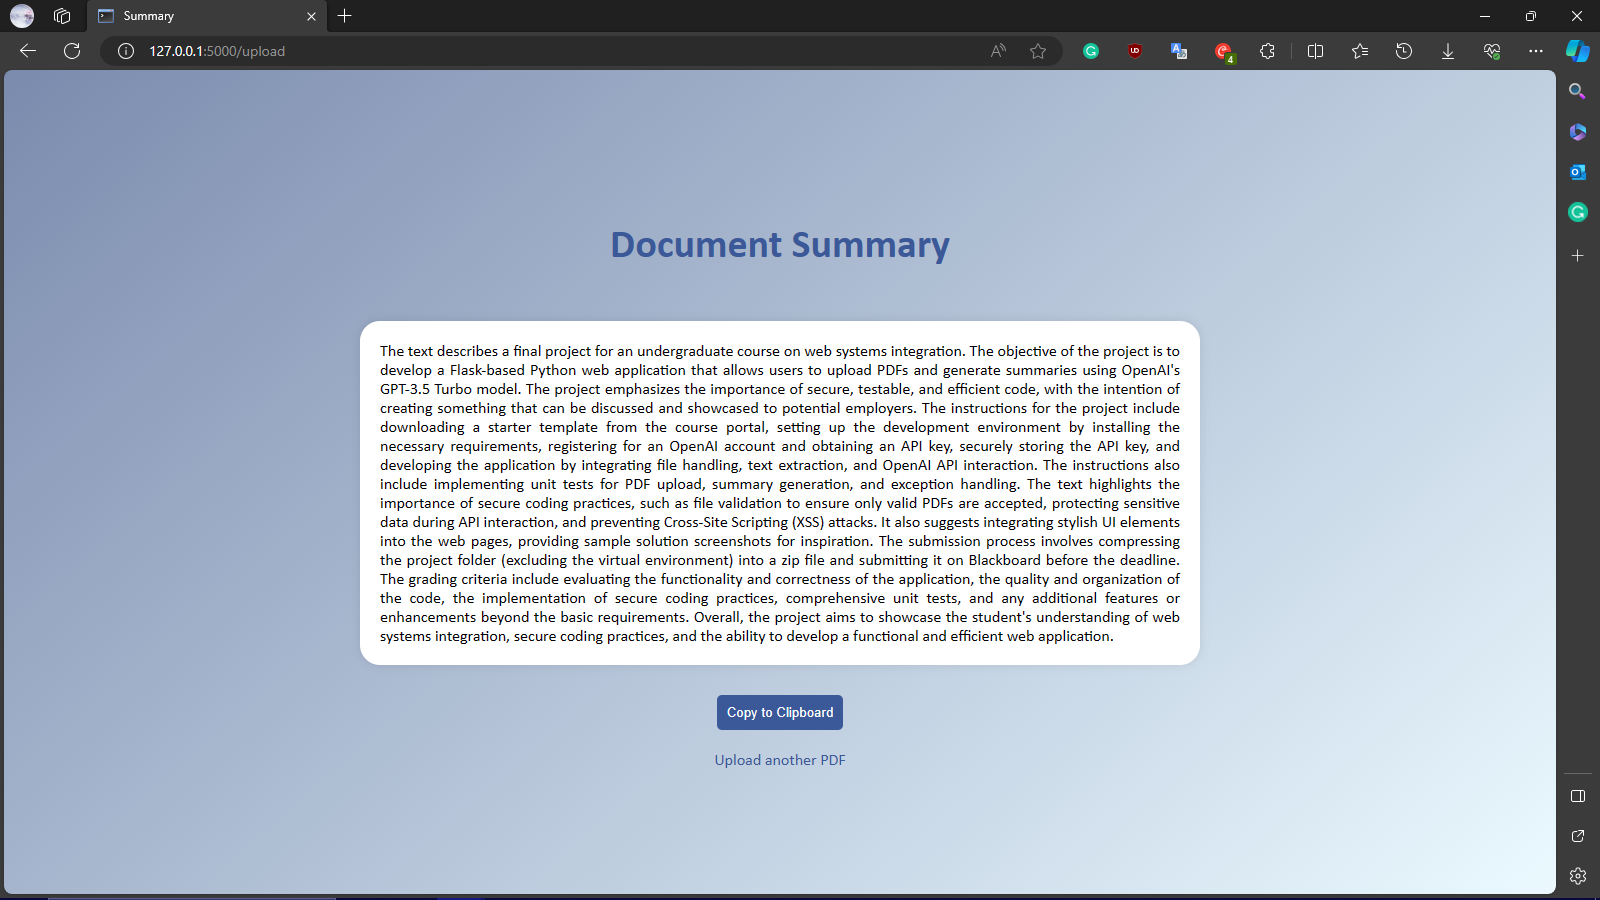 Summary
127.0.0.1:5000/upload
4
Document Summary
The text describes a final project for an undergraduate course on web systems integration. The objective of the project is to
develop a Flask-based Python web application that allows users to upload PDFs and generate summaries using OpenAI's
GPT-3.5 Turbo model. The project emphasizes the importance of secure, testable, and efficient code, with the intention of
creating something that can be discussed and showcased to potential employers. The instructions for the project include
downloading a starter template from the course portal, setting up the development environment by installing the
necessary requirements, registering for an OpenAI account and obtaining an API key, securely storing the API key, and
developing the application by integrating file handling, text extraction, and OpenAI API interaction. The instructions also
include implementing unit tests for PDF upload, summary generation, and exception handling. The text highlights the
importance of secure coding practices, such as file validation to ensure only valid PDFs are accepted, protecting sensitive
data during API interaction, and preventing Cross-Site Scripting (XSS) attacks. It also suggests integrating stylish UI elements
into the web pages, providing sample solution screenshots for inspiration. The submission process involves compressing
the project folder (excluding the virtual environment) into a zip file and submitting it on Blackboard before the deadline.
The grading criteria include evaluating the functionality and correctness of the application, the quality and organization of
the code, the implementation of secure coding practices, comprehensive unit tests, and any additional features or
enhancements beyond the basic requirements. Overall, the project aims to showcase the student's understanding of web
systems integration, secure coding practices, and the ability to develop a functional and efficient web application.
Copy to Clipboard
Upload another PDF